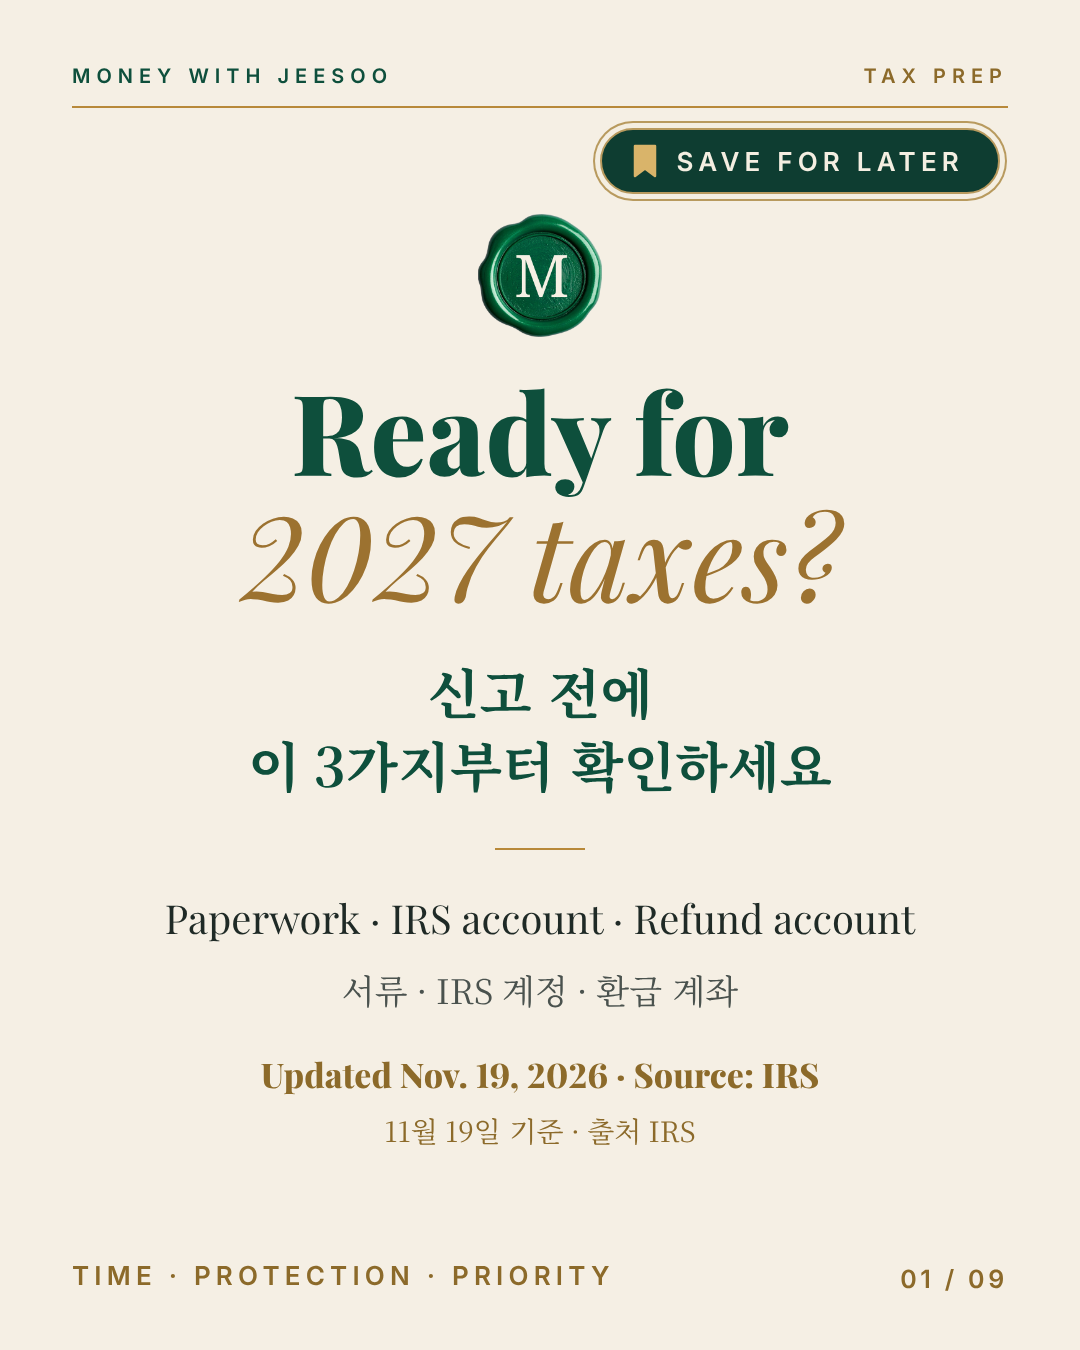 MONEY WITH JEESOO
TAX PREP
SAVE FOR LATER
M
Ready for
2027 taxes?
신고 전에
이 3가지부터 확인하세요
Paperwork · IRS account · Refund account
서류 · IRS 계정 · 환급 계좌
Updated Nov. 19, 2026 · Source: IRS
11월 19일 기준 · 출처 IRS
TIME · PROTECTION · PRIORITY
01 / 09